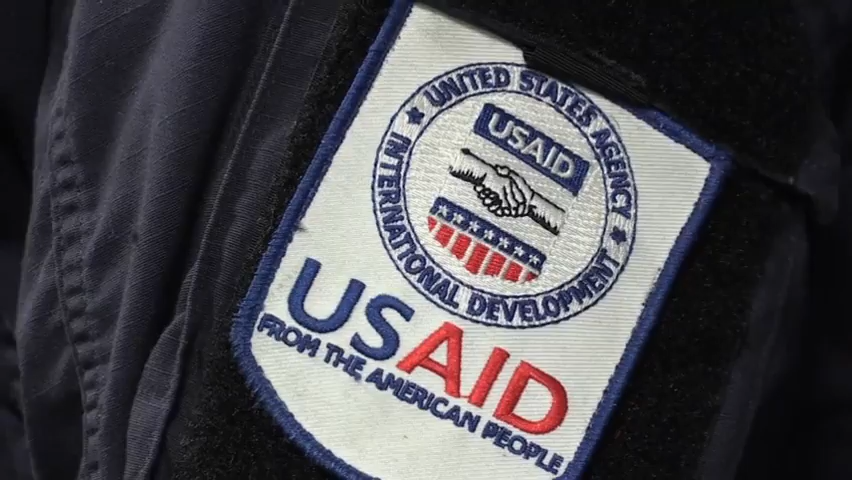 UNITED STATES AGENCY
INTERNATIONAL DEVELOPMENT
USAID
USAID
FROM THE AMERICAN PEOPLE